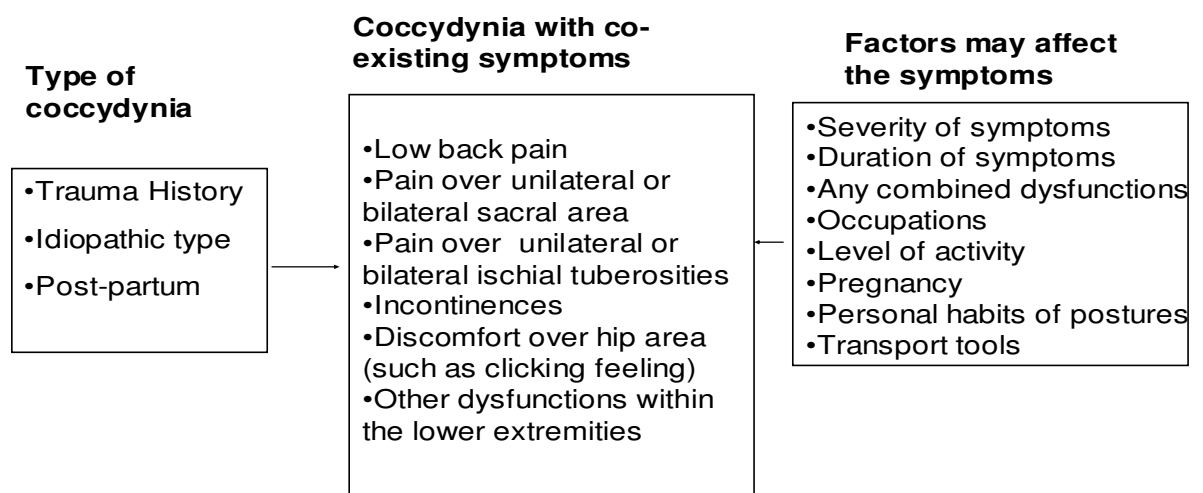 Type of
coccydynia
•Trauma History
•Idiopathic type
•Post-partum
Coccydynia with co-
existing symptoms
•Low back pain
•Pain over unilateral or
bilateral sacral area
•Pain over  unilateral or
bilateral ischial tuberosities
•Incontinences
•Discomfort over hip area
(such as clicking feeling)
•Other dysfunctions within
the lower extremities
Factors may affect
the symptoms
•Severity of symptoms
•Duration of symptoms
•Any combined dysfunctions
•Occupations
•Level of activity
•Pregnancy
•Personal habits of postures
•Transport tools